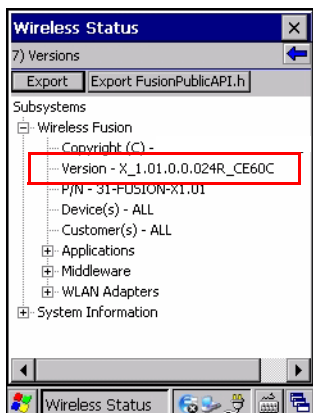 Wireless Status
7) Versions
Export Export FusionPublicAPI.h
Subsystems
Wireless Fusion
Copyright (C) -
Version - X_1.01.0.0.024R_CE60C
P/N - 31-FUSION-X1.01
Device(s) - ALL
Customer(s) - ALL
Applications
Middleware
WLAN Adapters
System Information
Wireless Status